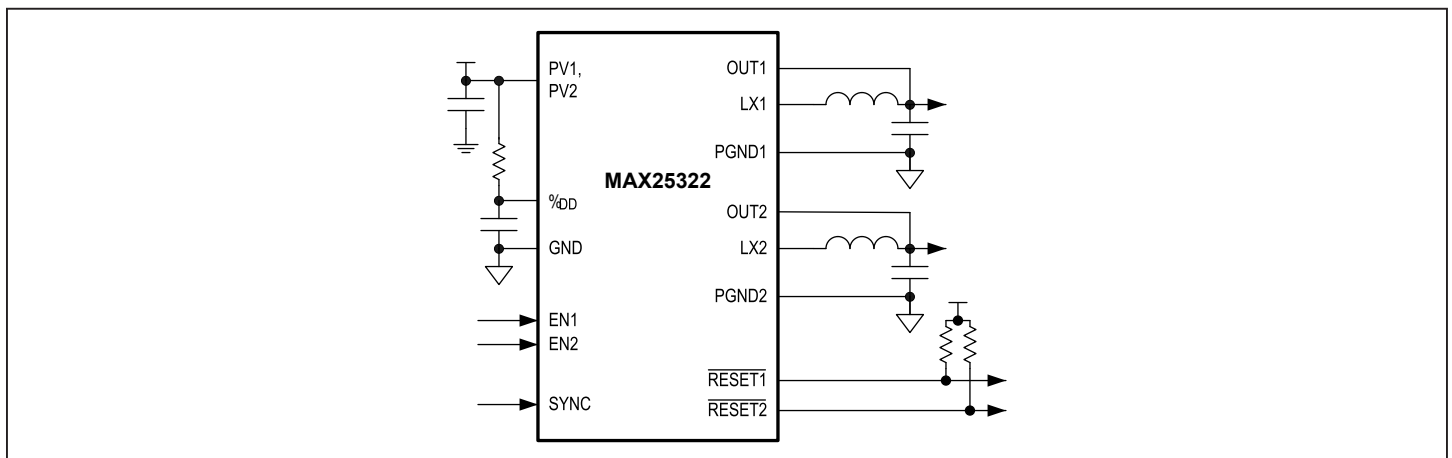 PV1,
PV2
%DD
GND
EN1
EN2
SYNC
MAX25322
OUT1
LX1
PGND1
OUT2
LX2
PGND2
RESET1
RESET2